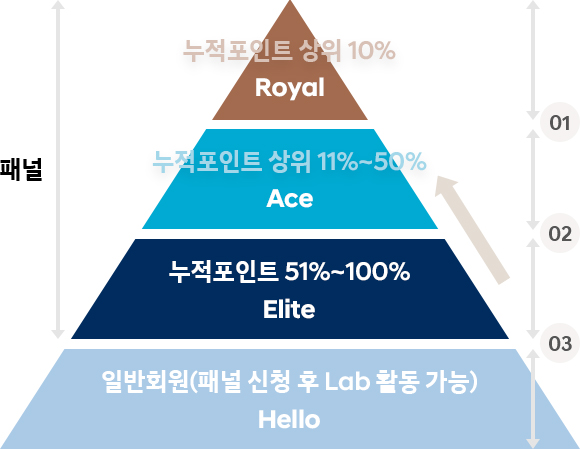 누적포인트 상위 10%
Royal
01
누적포인트 상위 11%~50%
패널
Ace
02
누적포인트 51%~100%
Elite
03
일반회원(패널 신청 후 Lab 활동 가능)
Hello